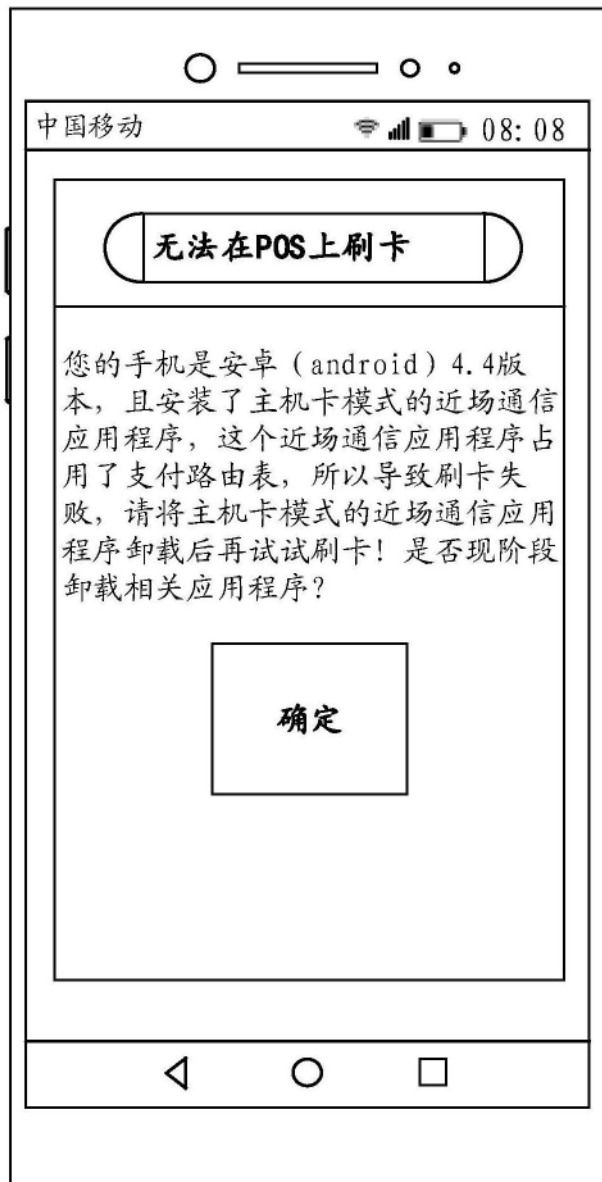 中国移动 08:08
无法在POS上刷卡
您的手机是安卓（android）4.4版
本，且安装了主机卡模式的近场通信
应用程序，这个近场通信应用程序占
用了支付路由表，所以导致刷卡失
败，请将主机卡模式的近场通信应用
程序卸载后再试试刷卡！是否现阶段
卸载相关应用程序？
确定